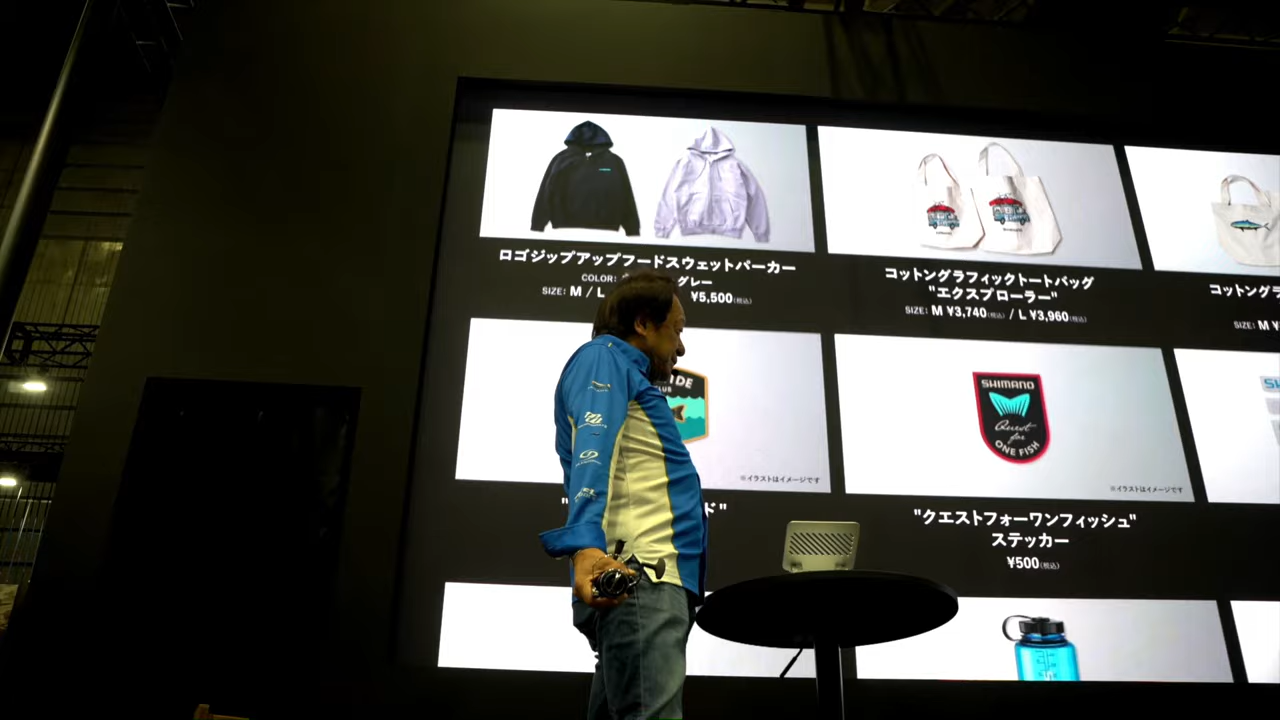 ロゴジップアップフードスウェットパーカー
COLOR:
グレー
SIZE: M / L
¥5,500(税込)
コットングラフィックトートバッグ
"エクスプローラー"
SIZE: M ¥3,740(税込) / L ¥3,960(税込)
コットングラ
SIZE: M ¥
IDE
※イラストはイメージです
ド"
SHIMANO
Quest
for
ONE FISH
※イラストはイメージです
"クエストフォーワンフィッシュ"
ステッカー
¥500(税込)